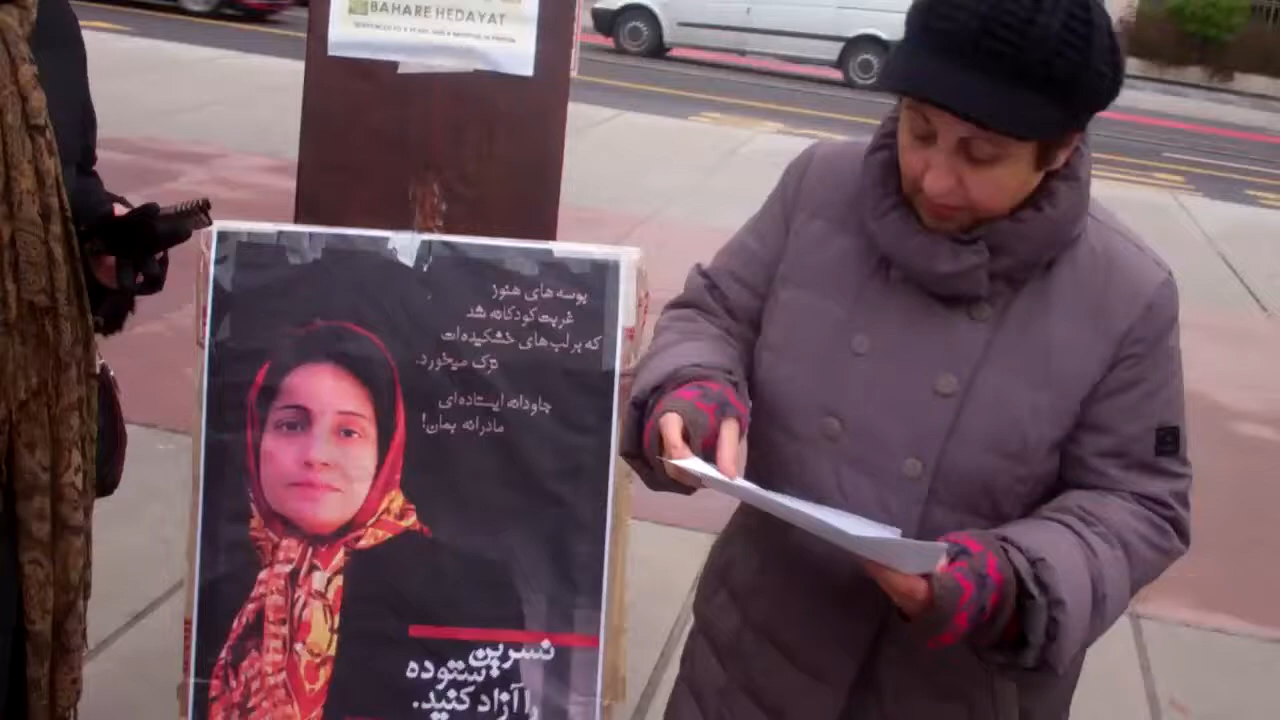 BAHARE HEDAYAT
بوسه های هنوز
غربت کودکانه شد
که بر لب‌های خشکیده‌ات
ترک میخورد.
جاودانه ایستاده‌ای
مادرانه بمان!
نسرین
ستوده
را آزاد کنید.